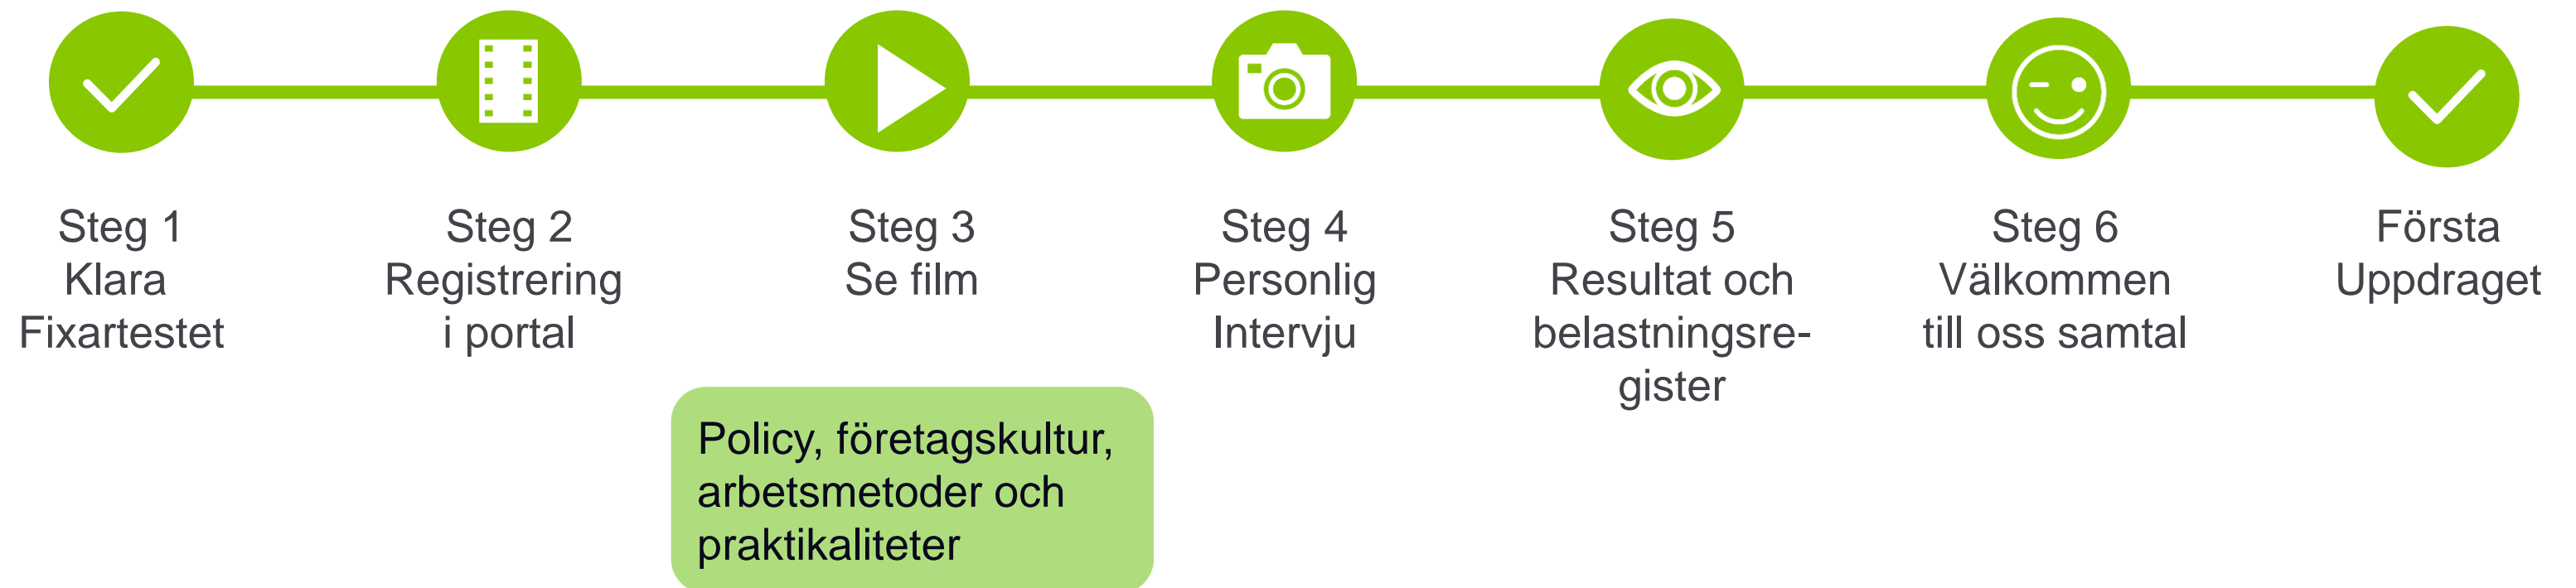 Steg 1
Klara
Fixartestet
Steg 2
Registrering
i portal
Steg 3
Se film
Steg 4
Personlig
Intervju
Steg 5
Resultat och
belastningsre-
gister
Steg 6
Välkommen
till oss samtal
Första
Uppdraget
Policy, företagskultur,
arbetsmetoder och
praktikaliteter